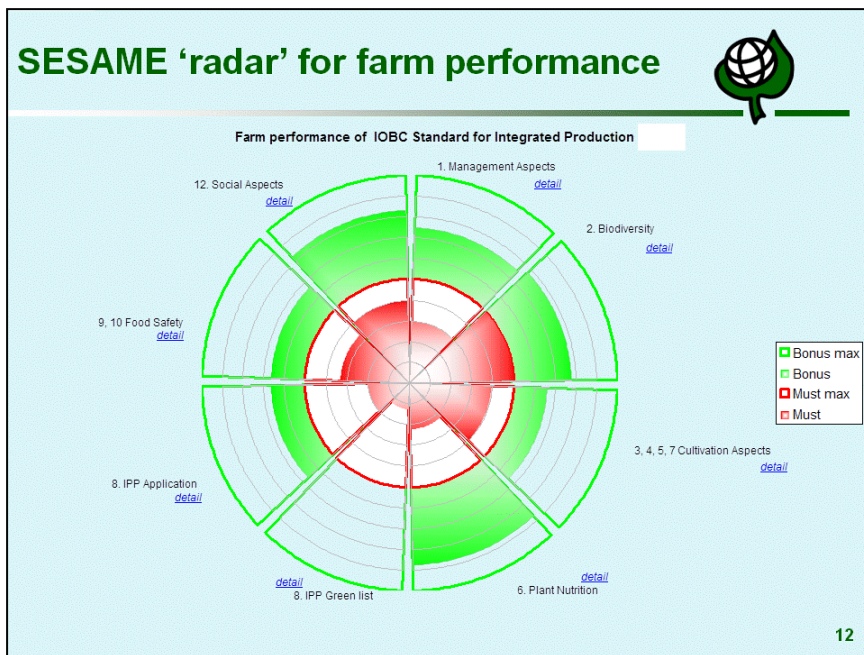 SESAME ‘radar’ for farm performance
Farm performance of IOBC Standard for Integrated Production
1. Management Aspects
detail
12. Social Aspects
detail
2. Biodiversity
detail
9, 10 Food Safety
detail
Bonus max
Bonus
Must max
Must
3, 4, 5, 7 Cultivation Aspects
detail
8. IPP Application
detail
detail
8. IPP Green list
detail
6. Plant Nutrition
12